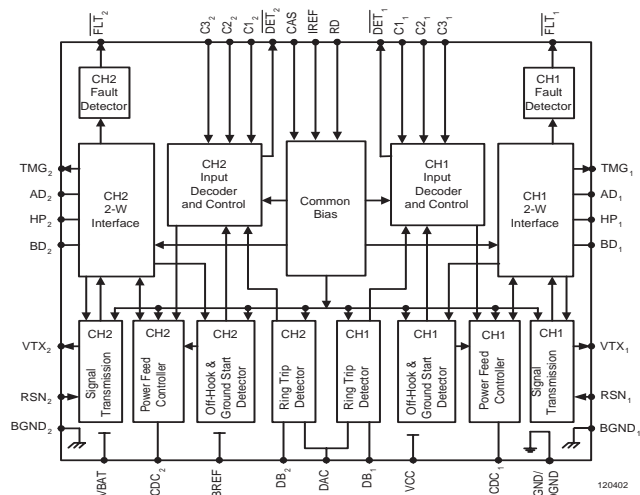 FLT2
C32
C22
C12
DET2
CAS
IREF
RD
DET1
C11
C21
C31
FLT1
CH2
Fault
Detector
CH1
Fault
Detector
TMG2
AD2
HP2
BD2
CH2
2-W
Interface
CH2
Input
Decoder
and Control
Common
Bias
CH1
Input
Decoder
and Control
CH1
2-W
Interface
TMG1
AD1
HP1
BD1
VTX2
RSN2
BGND2
CH2
Signal
Transmission
CH2
Power Feed
Controller
CH2
Off-Hook &
Ground Start
Detector
CH2
Ring Trip
Detector
CH1
Ring Trip
Detector
CH1
Off-Hook &
Ground Start
Detector
CH1
Power Feed
Controller
CH1
Signal
Transmission
VTX1
RSN1
BGND1
VBAT
CDC2
BREF
DB2
DAC
DB1
VCC
CDC1
120402